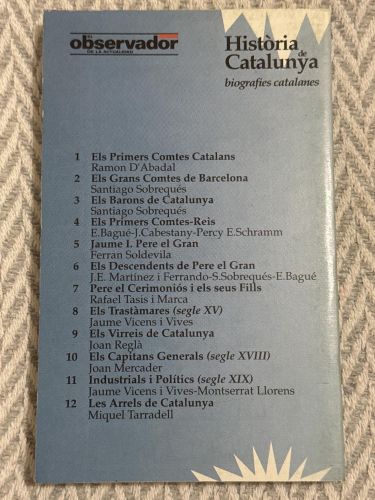 EL
observador
DE LA ACTUALIDAD
Història
de
Catalunya
biografies catalanes
1 Els Primers Comtes Catalans
Ramon D'Abadal
2 Els Grans Comtes de Barcelona
Santiago Sobrequés
3 Els Barons de Catalunya
Santiago Sobrequés
4 Els Primers Comtes-Reis
E.Bagué-J.Cabestany-Percy E.Schramm
5 Jaume I. Pere el Gran
Ferran Soldevila
6 Els Descendents de Pere el Gran
J.E. Martínez i Ferrando-S.Sobrequés-E.Bagué
7 Pere el Cerimoniós i els seus Fills
Rafael Tasis i Marca
8 Els Trastàmares (segle XV)
Jaume Vicens i Vives
9 Els Virreis de Catalunya
Joan Reglà
10 Els Capitans Generals (segle XVIII)
Joan Mercader
11 Industrials i Polítics (segle XIX)
Jaume Vicens i Vives-Montserrat Llorens
12 Les Arrels de Catalunya
Miquel Tarradell